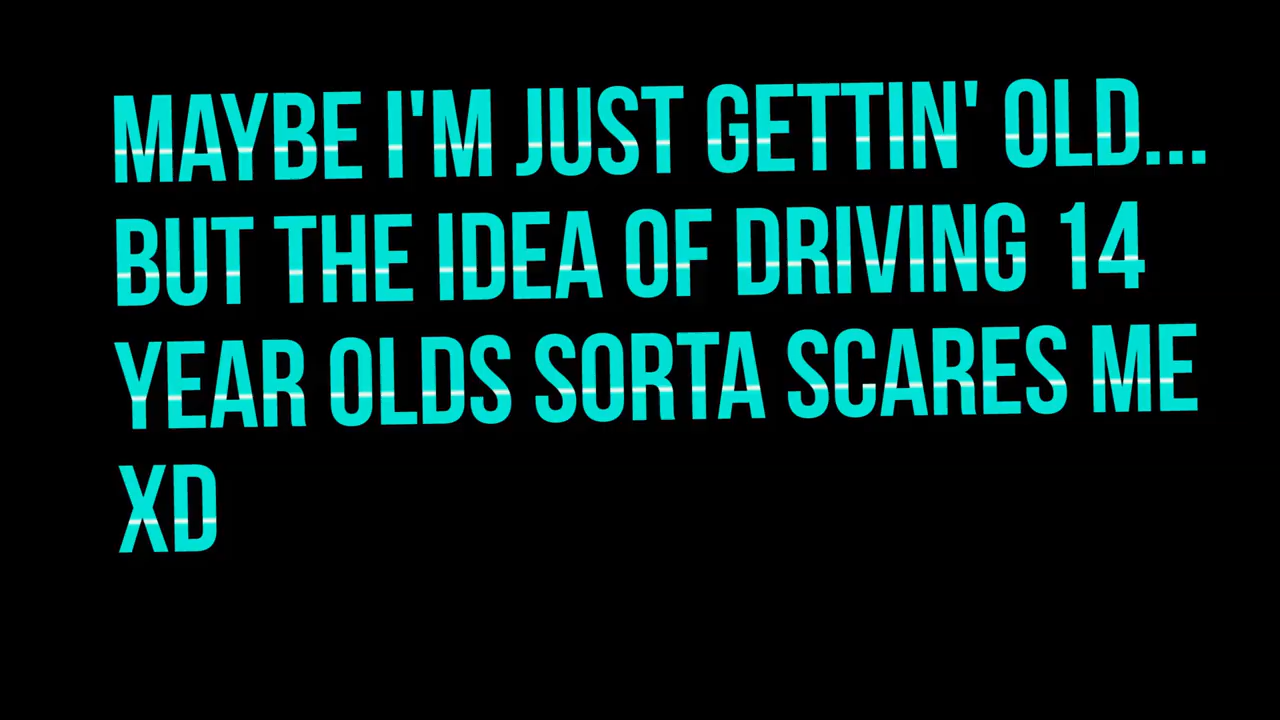 MAYBE I'M JUST GETTIN' OLD...
BUT THE IDEA OF DRIVING 14
YEAR OLDS SORTA SCARES ME
XD